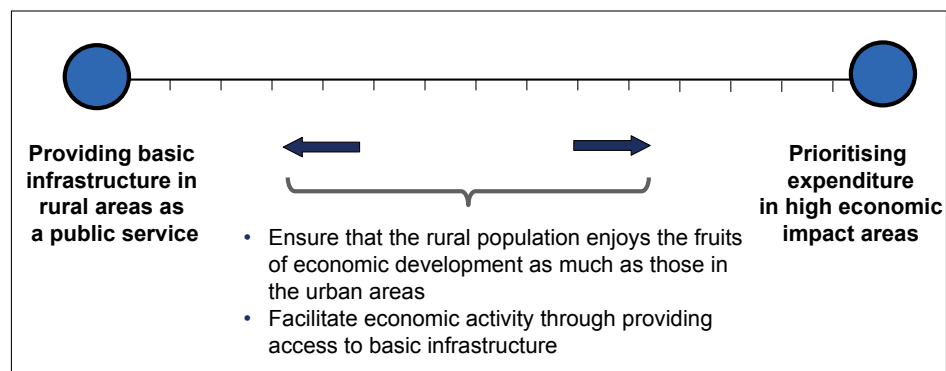 Providing basic
infrastructure in
rural areas as
a public service
Prioritising
expenditure
in high economic
impact areas
• Ensure that the rural population enjoys the fruits
of economic development as much as those in
the urban areas
• Facilitate economic activity through providing
access to basic infrastructure